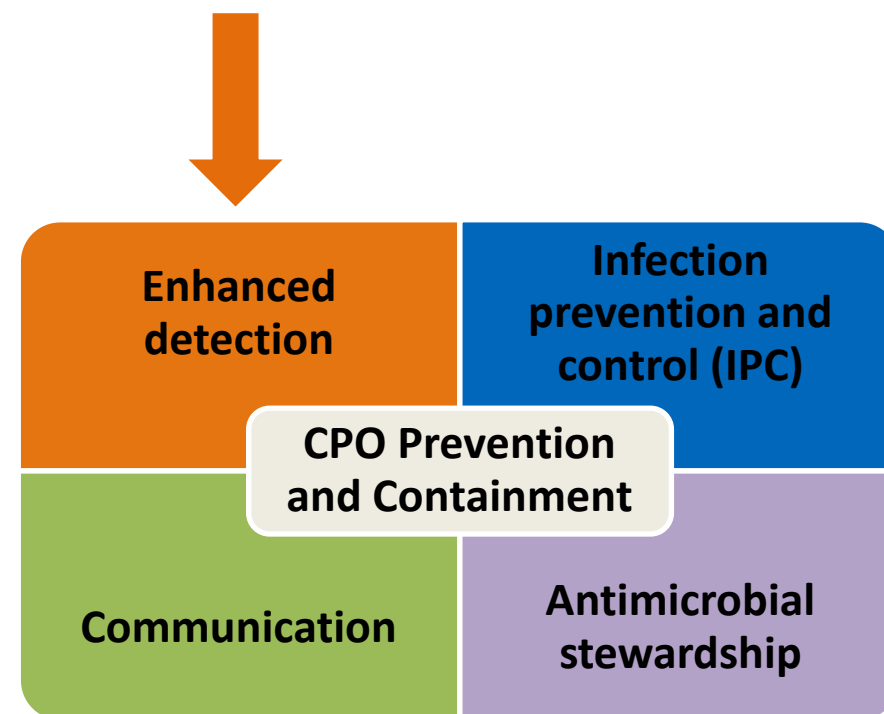 Enhanced
detection
Infection
prevention and
control (IPC)
CPO Prevention
and Containment
Communication
Antimicrobial
stewardship